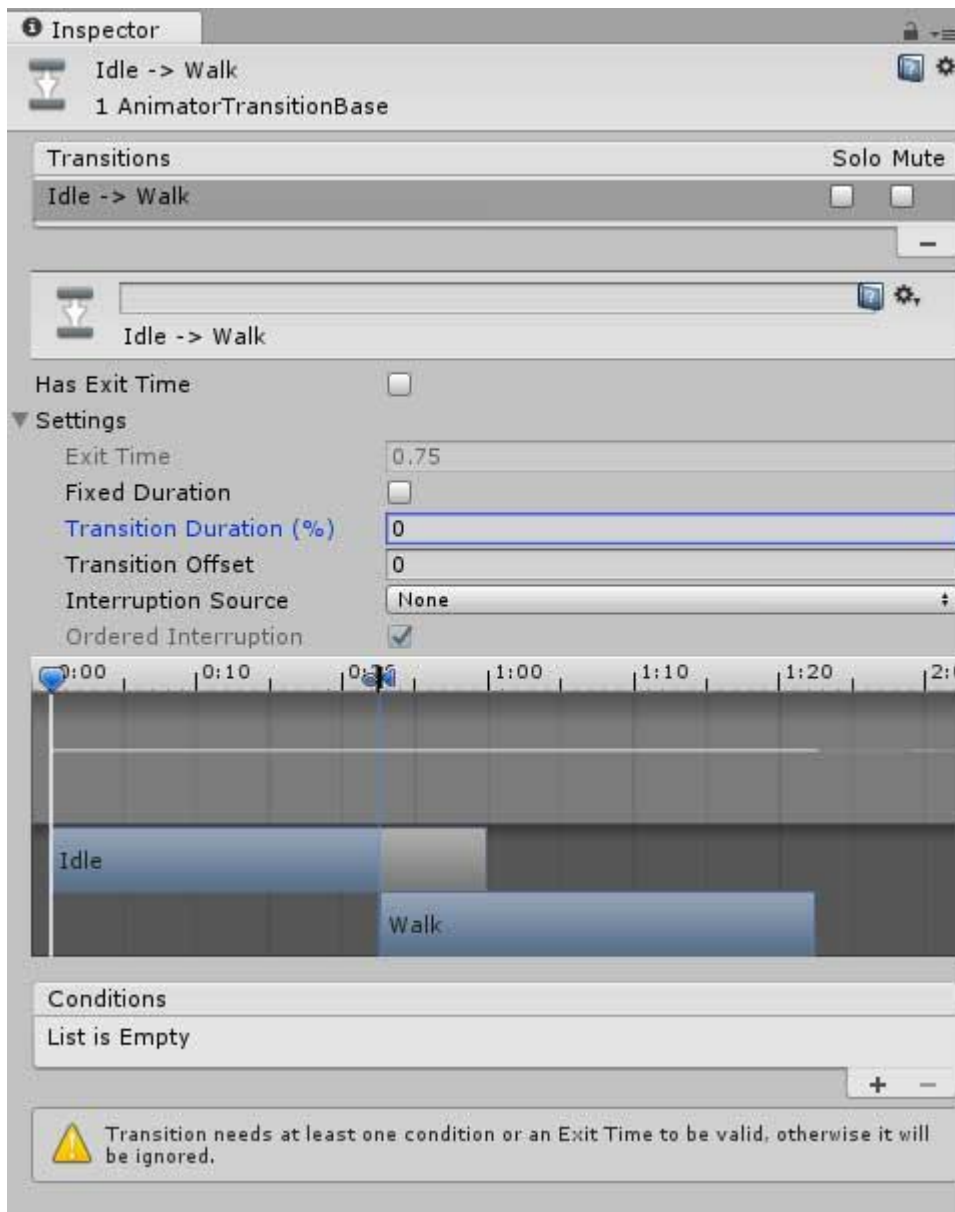 Inspector
Idle -> Walk
1 AnimatorTransitionBase
Transitions Solo Mute
Idle -> Walk
Idle -> Walk
Has Exit Time
Settings
Exit Time 0.75
Fixed Duration
Transition Duration (%) 0
Transition Offset 0
Interruption Source None
Ordered Interruption
0:00 0:10 1:00 1:10 1:20
Idle
Walk
Conditions
List is Empty
Transition needs at least one condition or an Exit Time to be valid, otherwise it will
be ignored.